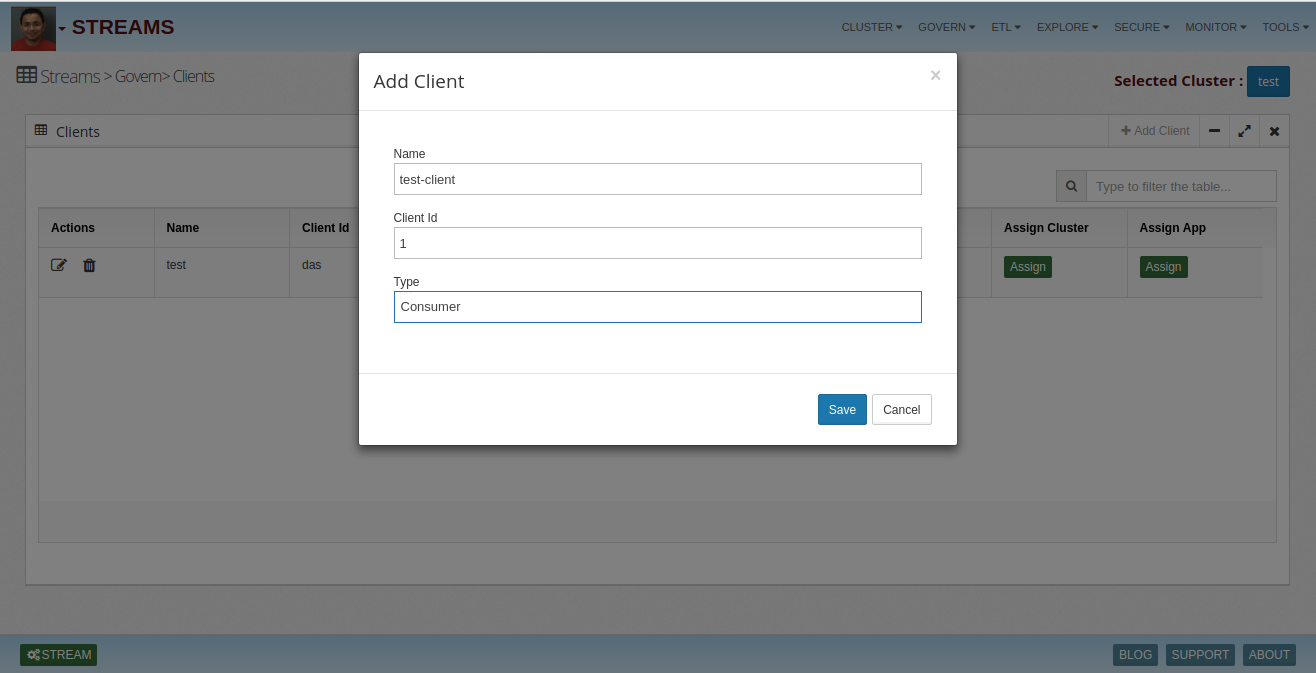 STREAMS
CLUSTER GOVERN ETL EXPLORE SECURE MONITOR TOOLS
Streams > Govern> Clients
Selected Cluster : test
Add Client
×
Clients
Add Client
Name
test-client
Type to filter the table...
Client Id
1
Actions Name Client Id Assign Cluster Assign App
test das Assign Assign
Type
Consumer
Save Cancel
STREAM
BLOG SUPPORT ABOUT